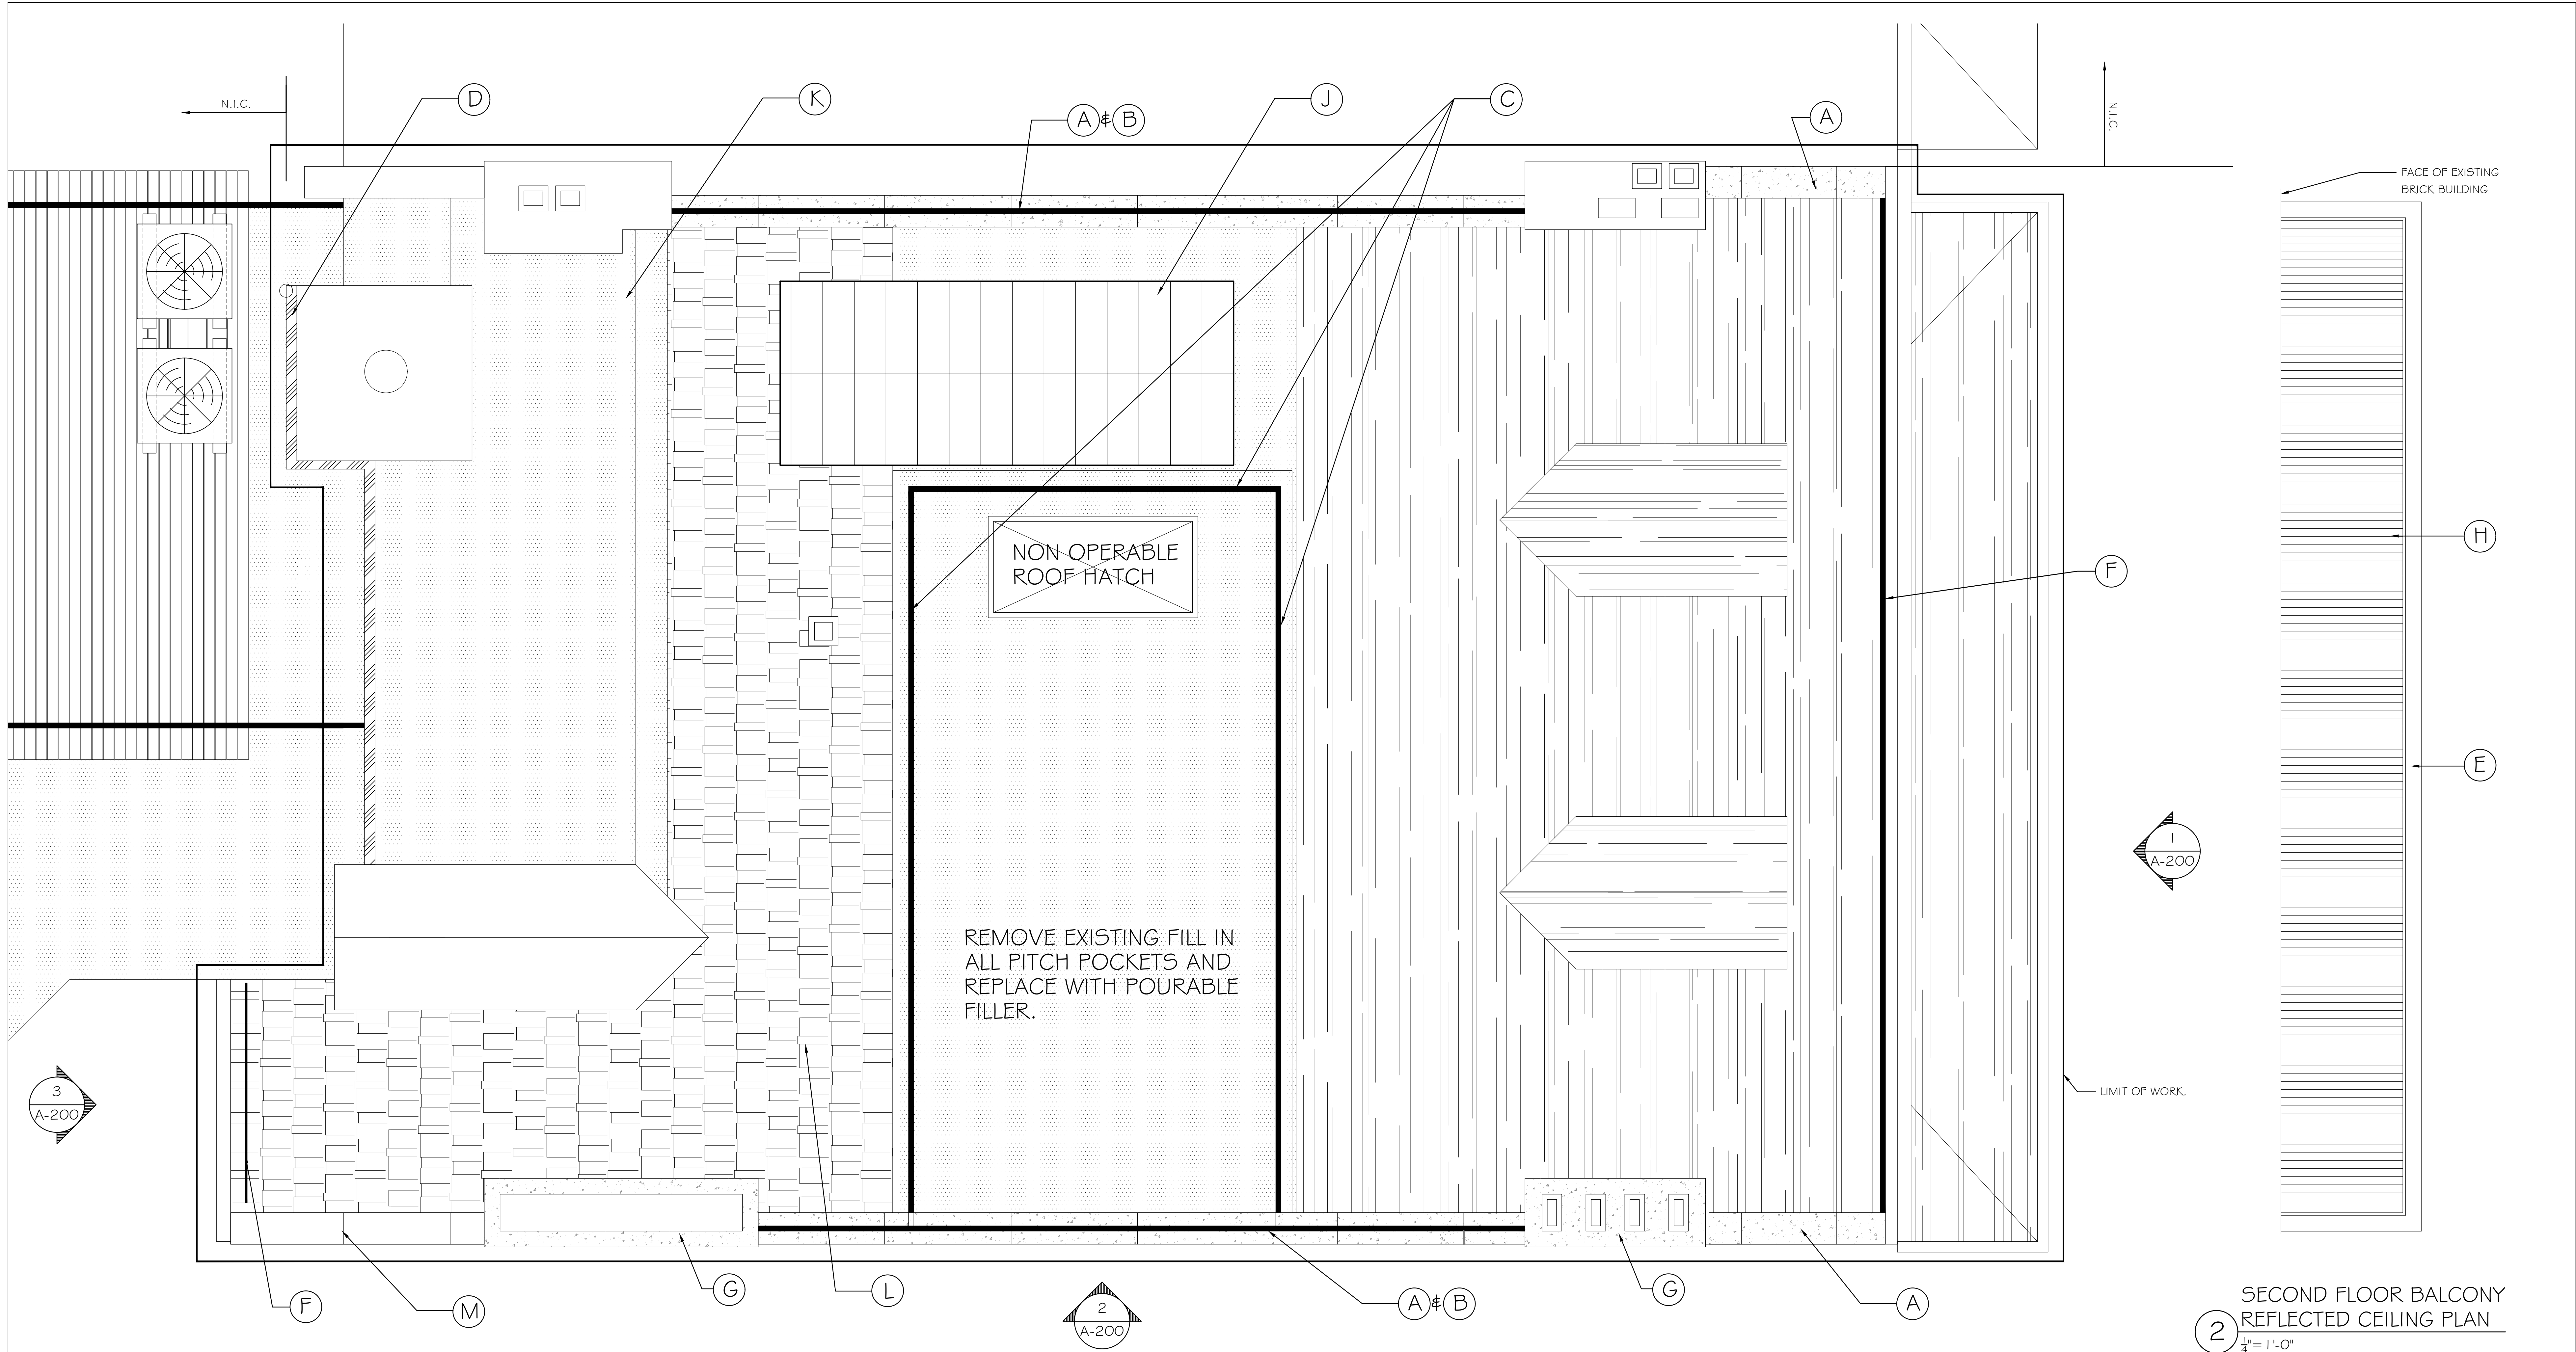 N.I.C.
D
K
A & B
J
C
A
N.I.C.
FACE OF EXISTING
BRICK BUILDING
NON OPERABLE
ROOF HATCH
H
F
E
1
A-200
REMOVE EXISTING FILL IN
ALL PITCH POCKETS AND
REPLACE WITH POURABLE
FILLER.
3
A-200
LIMIT OF WORK.
F
M
G
L
2
A-200
A & B
G
A
SECOND FLOOR BALCONY
REFLECTED CEILING PLAN
2
1/4"= 1'-0"